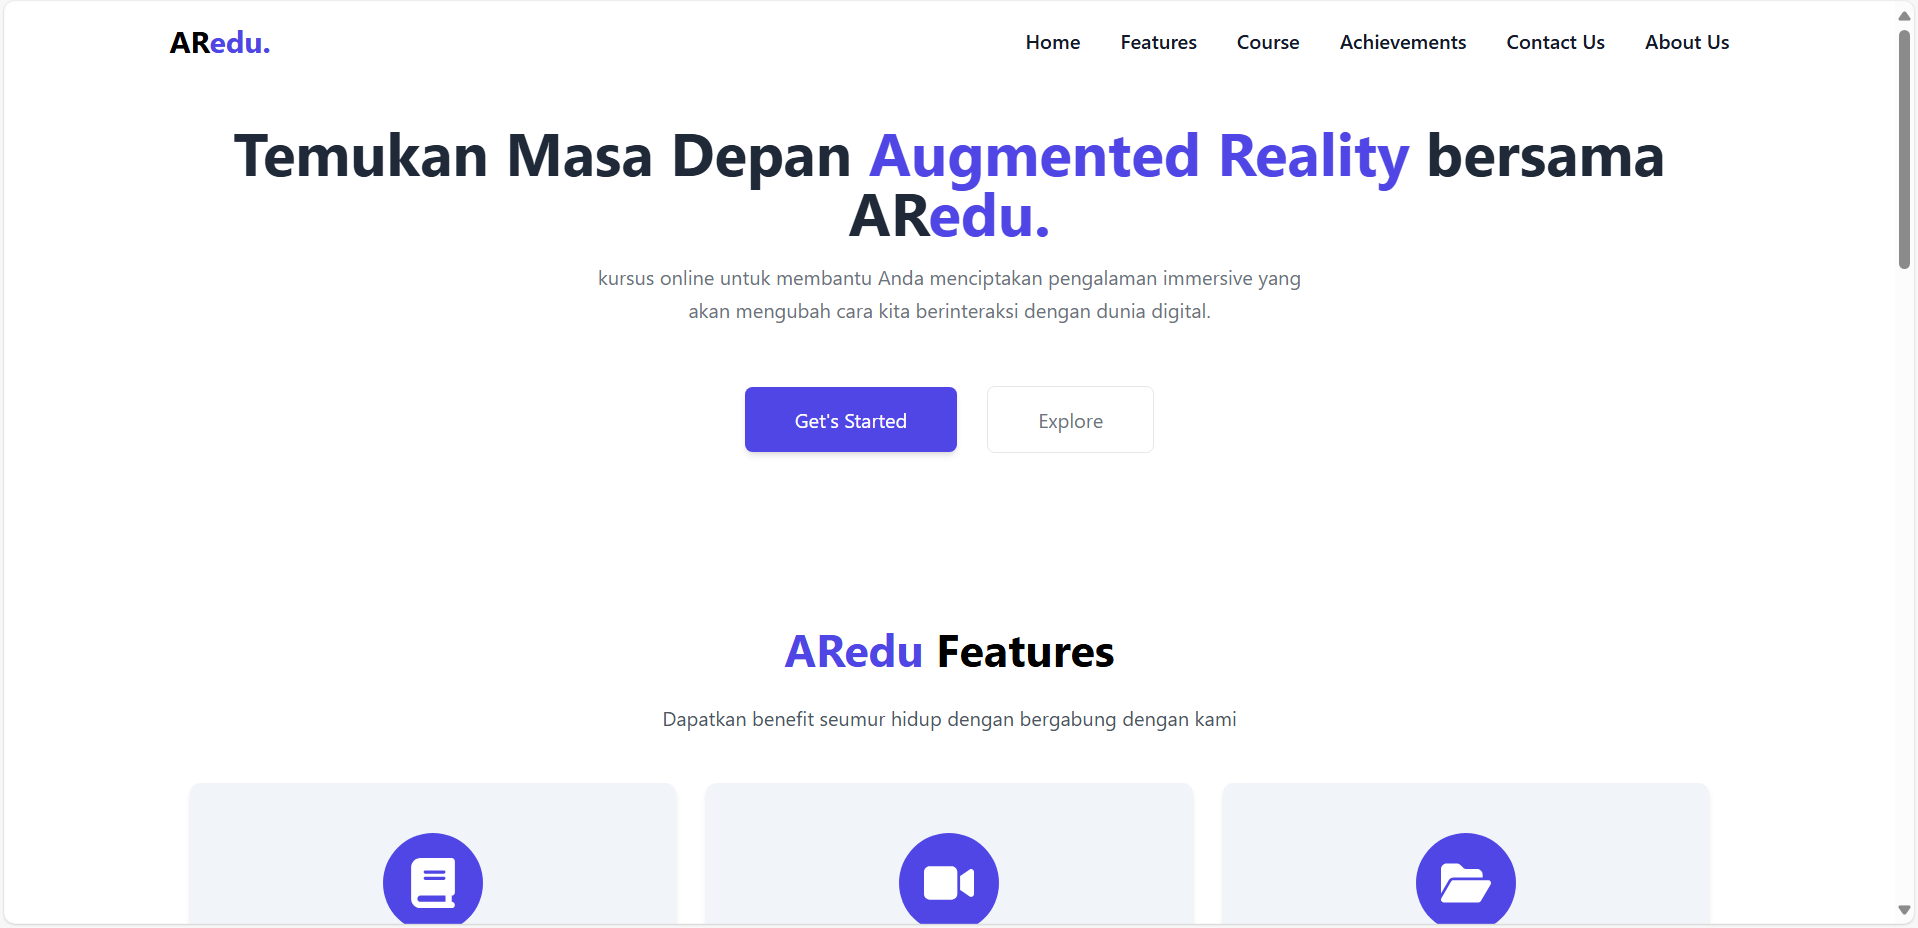 ARedu.
Home Features Course Achievements Contact Us About Us
Temukan Masa Depan Augmented Reality bersama
ARedu.
kursus online untuk membantu Anda menciptakan pengalaman immersive yang
akan mengubah cara kita berinteraksi dengan dunia digital.
Get's Started Explore
ARedu Features
Dapatkan benefit seumur hidup dengan bergabung dengan kami